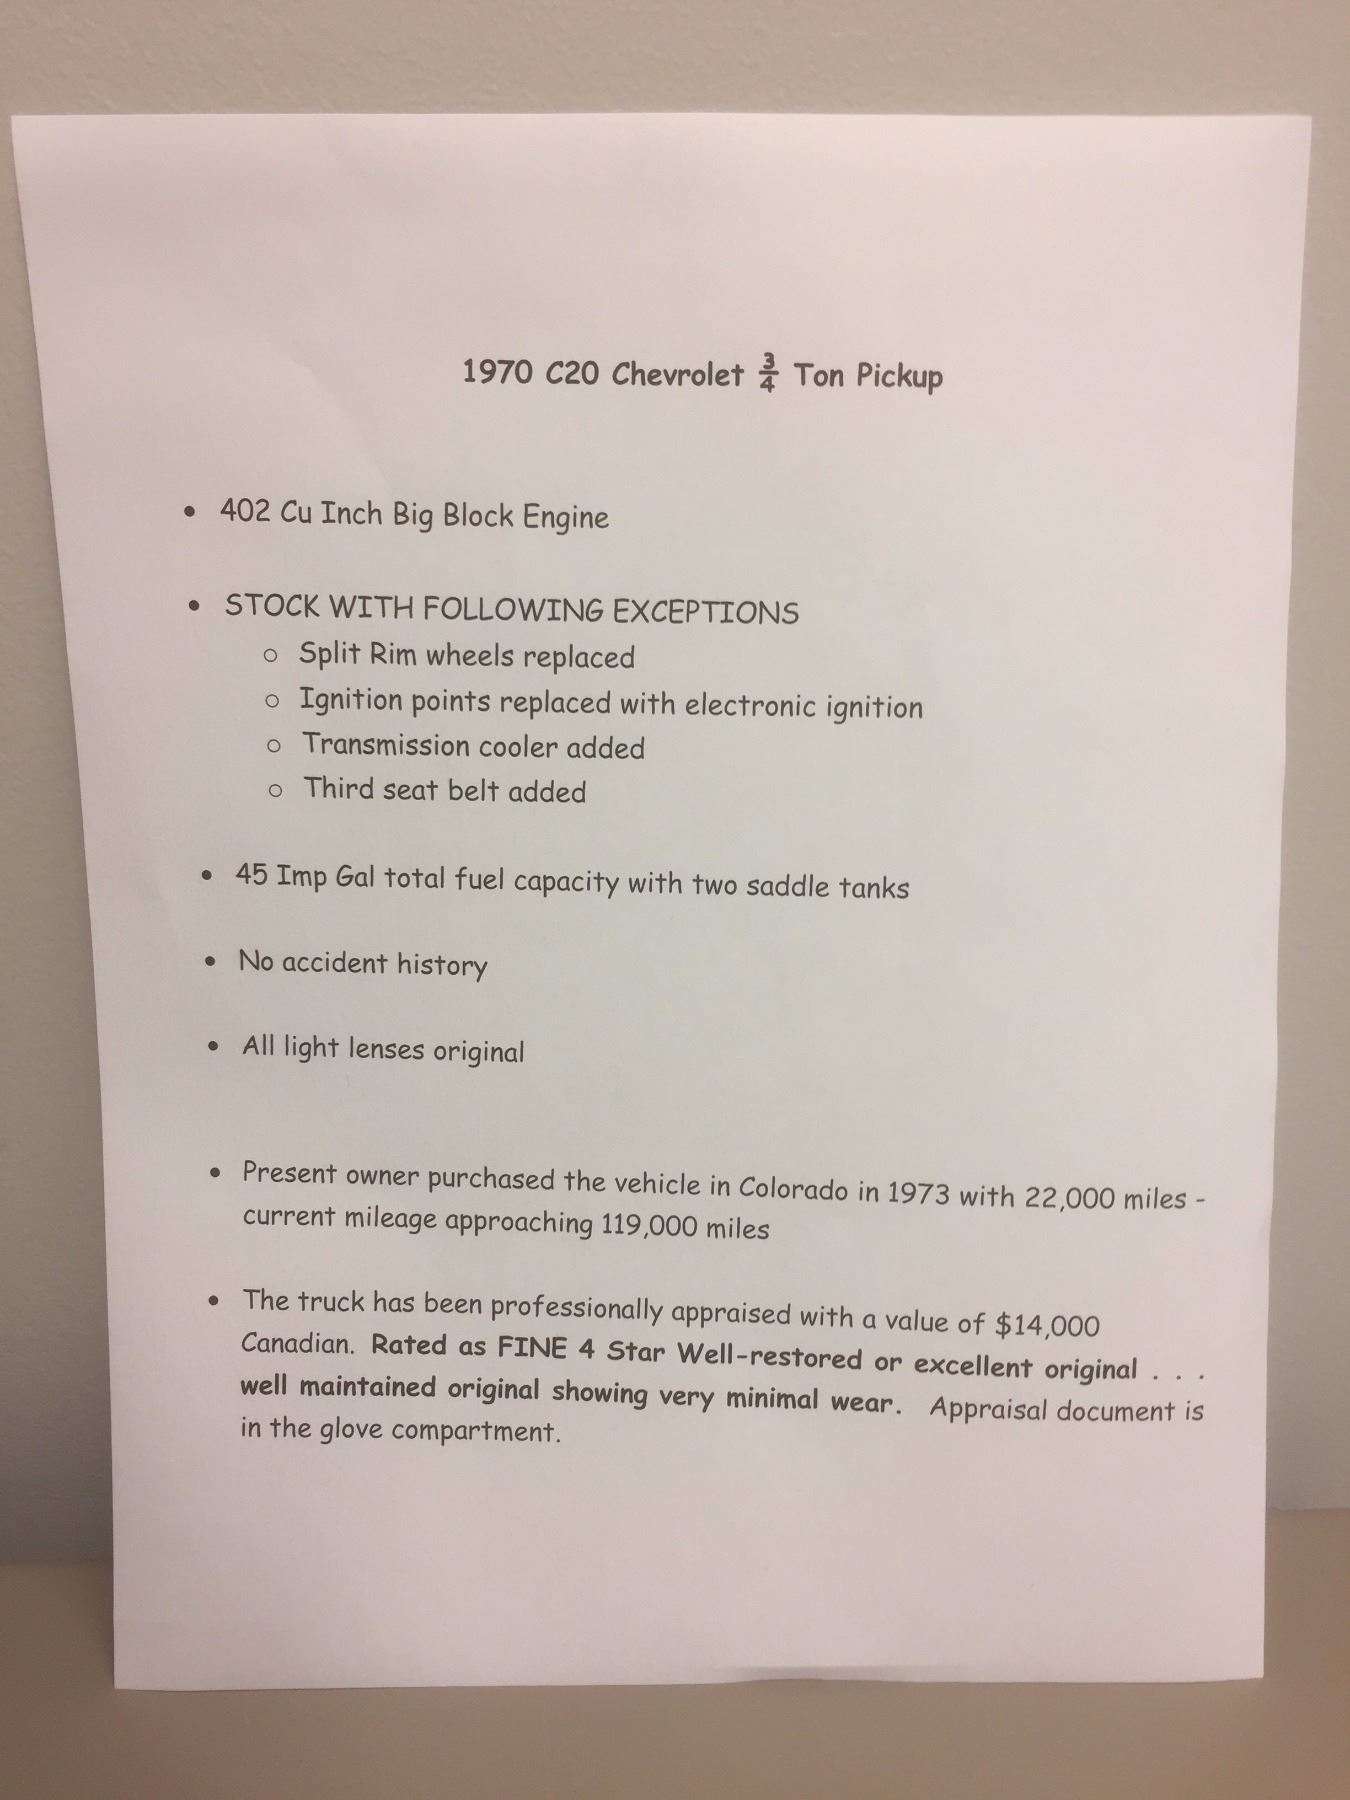 1970 C20 Chevrolet ¾ Ton Pickup
• 402 Cu Inch Big Block Engine
• STOCK WITH FOLLOWING EXCEPTIONS
○ Split Rim wheels replaced
○ Ignition points replaced with electronic ignition
○ Transmission cooler added
○ Third seat belt added
• 45 Imp Gal total fuel capacity with two saddle tanks
• No accident history
• All light lenses original
• Present owner purchased the vehicle in Colorado in 1973 with 22,000 miles -
current mileage approaching 119,000 miles
• The truck has been professionally appraised with a value of $14,000
Canadian. Rated as FINE 4 Star Well-restored or excellent original . . .
well maintained original showing very minimal wear. Appraisal document is
in the glove compartment.